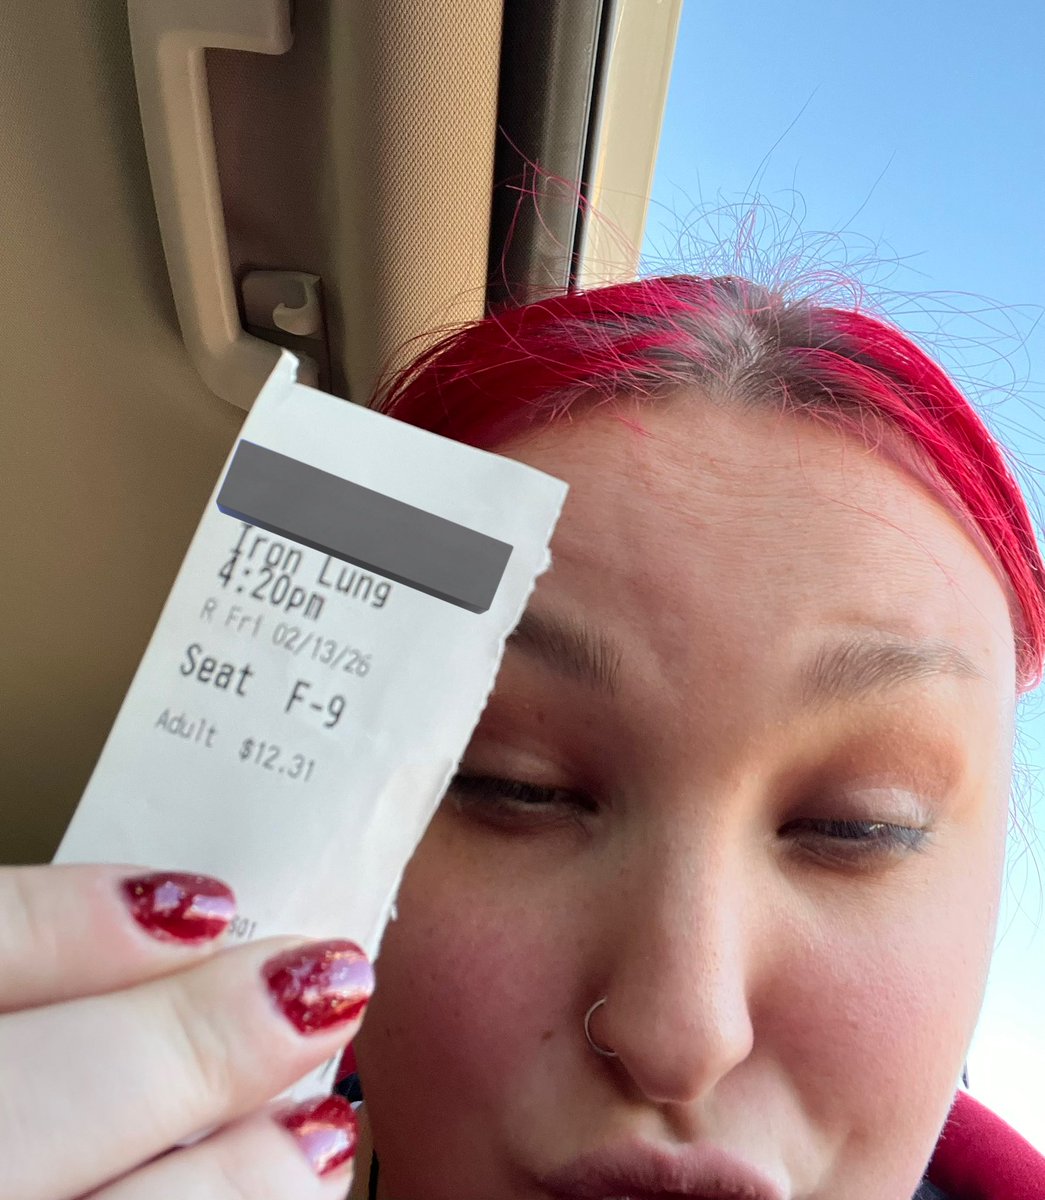 Iron Lung
4:20pm
R Fri 02/13/26
Seat F-9
Adult $12.31